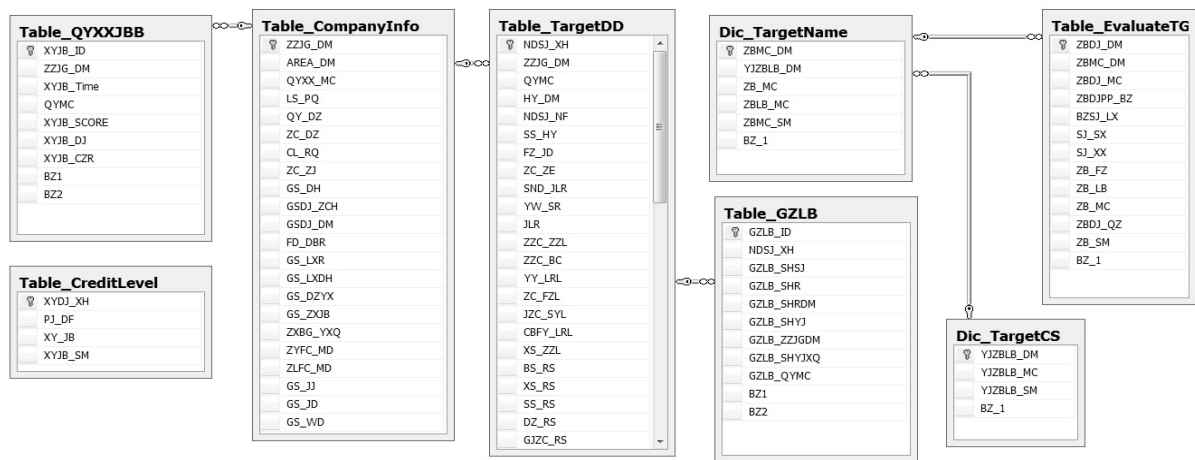 Table_QYXXJBB
XYJB_ID
ZZJG_DM
XYJB_Time
QYMC
XYJB_SCORE
XYJB_DJ
XYJB_CZR
BZ1
BZ2
Table_CreditLevel
XYDJ_XH
PJ_DF
XY_JB
XYJB_SM
Table_CompanyInfo
ZZJG_DM
AREA_DM
QYXX_MC
LS_PQ
QY_DZ
ZC_DZ
CL_RQ
ZC_ZJ
GS_DH
GSDJ_ZCH
GSDJ_DM
FD_DBR
GS_LXR
GS_LXDH
GS_DZYX
GS_ZXJB
ZXBG_YXQ
ZYFC_MD
ZLFC_MD
GS_JJ
GS_JD
GS_WD
Table_TargetDD
NDSJ_XH
ZZJG_DM
QYMC
HY_DM
NDSJ_NF
SS_HY
FZ_JD
ZC_ZE
SND_JLR
YW_SR
JLR
ZZC_ZZL
ZZC_BC
YY_LRL
ZC_FZL
JZC_SYL
CBFY_LRL
XS_ZZL
BS_RS
XS_RS
SS_RS
DZ_RS
GJZC_RS
Dic_TargetName
ZBMC_DM
YJZBLB_DM
ZB_MC
ZBLB_MC
ZBMC_SM
BZ_1
Table_GZLB
GZLB_ID
NDSJ_XH
GZLB_SHSJ
GZLB_SHR
GZLB_SHRDM
GZLB_SHYJ
GZLB_ZZJGDM
GZLB_SHYJXQ
GZLB_QYMC
BZ1
BZ2
Table_EvaluateTG
ZBDJ_DM
ZBMC_DM
ZBDJ_MC
ZBDJPP_BZ
BZSJ_LX
SJ_SX
SJ_XX
ZB_FZ
ZB_LB
ZB_MC
ZBDJ_QZ
ZB_SM
BZ_1
Dic_TargetCS
YJZBLB_DM
YJZBLB_MC
YJZBLB_SM
BZ_1